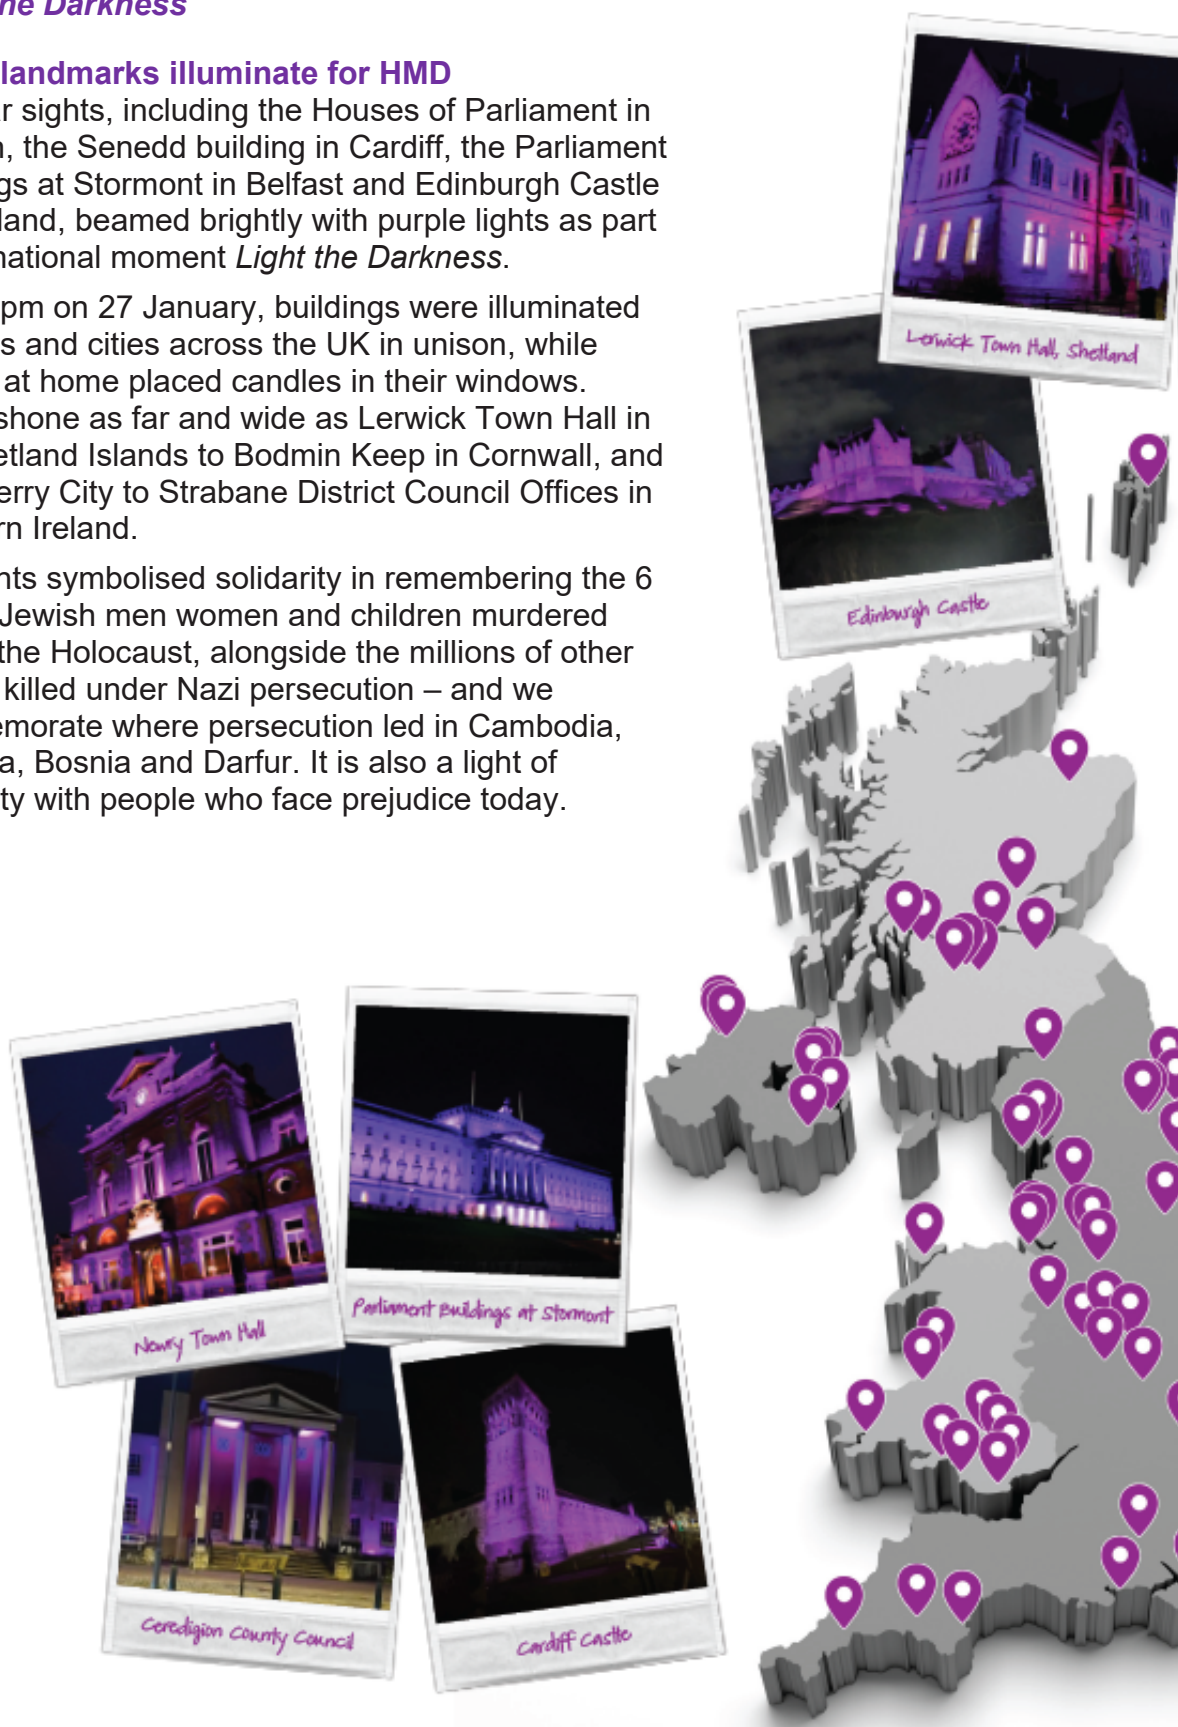 he Darkness
landmarks illuminate for HMD
r sights, including the Houses of Parliament in
, the Senedd building in Cardiff, the Parliament
gs at Stormont in Belfast and Edinburgh Castle
land, beamed brightly with purple lights as part
national moment Light the Darkness.
pm on 27 January, buildings were illuminated
s and cities across the UK in unison, while
at home placed candles in their windows.
shone as far and wide as Lerwick Town Hall in
etland Islands to Bodmin Keep in Cornwall, and
erry City to Strabane District Council Offices in
rn Ireland.
nts symbolised solidarity in remembering the 6
Jewish men women and children murdered
the Holocaust, alongside the millions of other
killed under Nazi persecution – and we
emorate where persecution led in Cambodia,
a, Bosnia and Darfur. It is also a light of
ty with people who face prejudice today.
Lerwick Town Hall, Shetland
Edinburgh Castle
Newry Town Hall
Parliament Buildings at Stormont
Ceredigion County Council
Cardiff Castle